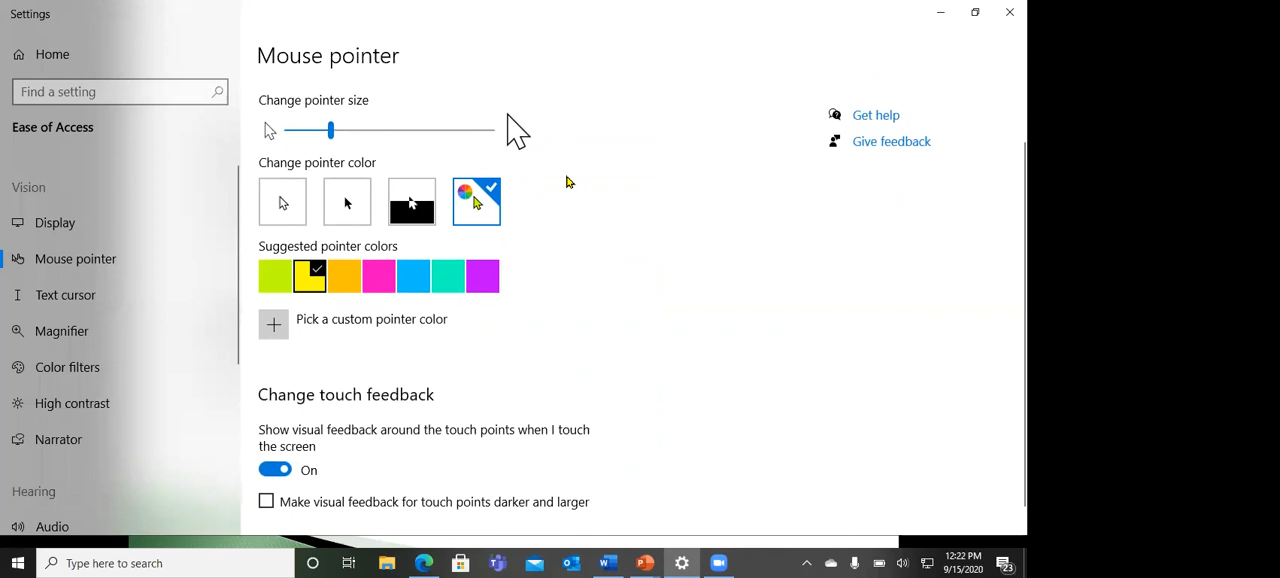 Settings
Home
Find a setting
Ease of Access
Vision
Display
Mouse pointer
Text cursor
Magnifier
Color filters
High contrast
Narrator
Hearing
Audio
Mouse pointer
Change pointer size
Change pointer color
Suggested pointer colors
Pick a custom pointer color
Change touch feedback
Show visual feedback around the touch points when I touch
the screen
On
Make visual feedback for touch points darker and larger
Get help
Give feedback
Type here to search
12:22 PM
9/15/2020
23